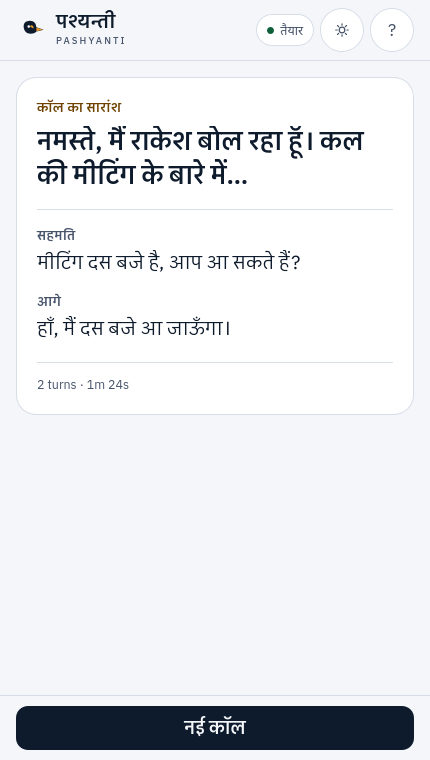 पश्यन्ती
PASHYANTI
तैयार
?
कॉल का सारांश
नमस्ते, मैं राकेश बोल रहा हूँ। कल
की मीटिंग के बारे में...
सहमति
मीटिंग दस बजे है, आप आ सकते हैं?
आगे
हाँ, मैं दस बजे आ जाऊँगा।
2 turns · 1m 24s
नई कॉल